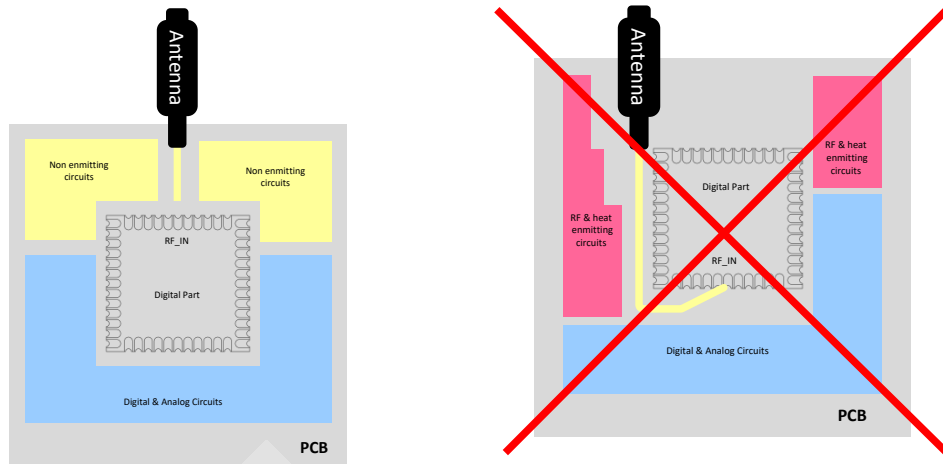 Antenna
Non enmitting
circuits
Non enmitting
circuits
RF_IN
Digital Part
Digital & Analog Circuits
PCB
Antenna
RF & heat
enmitting
circuits
Digital Part
RF & heat
enmitting
circuits
RF_IN
Digital & Analog Circuits
PCB